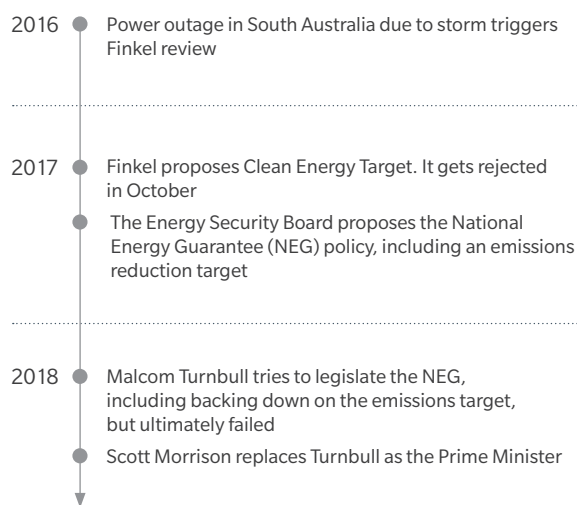 2016
Power outage in South Australia due to storm triggers
Finkel review
2017
Finkel proposes Clean Energy Target. It gets rejected
in October
The Energy Security Board proposes the National
Energy Guarantee (NEG) policy, including an emissions
reduction target
2018
Malcom Turnbull tries to legislate the NEG,
including backing down on the emissions target,
but ultimately failed
Scott Morrison replaces Turnbull as the Prime Minister